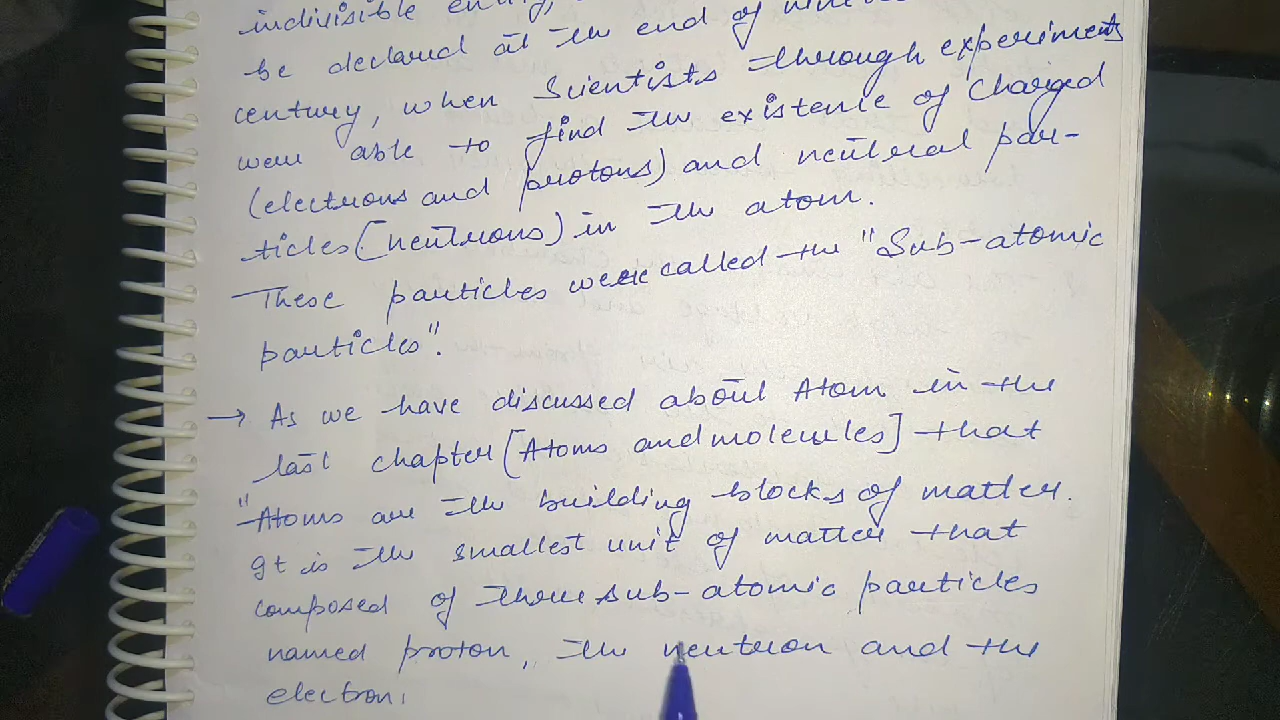 indivisible
be declared at the end of
century, when Scientists through experiments
were able to find the existence of Charged
(electrons and protons) and neutral par-
ticles (neutrons) in the atom.
These particles were called the "Sub-atomic
particles".
→ As we have discussed about Atom in the
last chapter [Atoms and molecules] that
"Atoms are the building blocks of matter.
It is the smallest unit of matter that
composed of three sub-atomic particles
named proton, the neutron and the
electron.